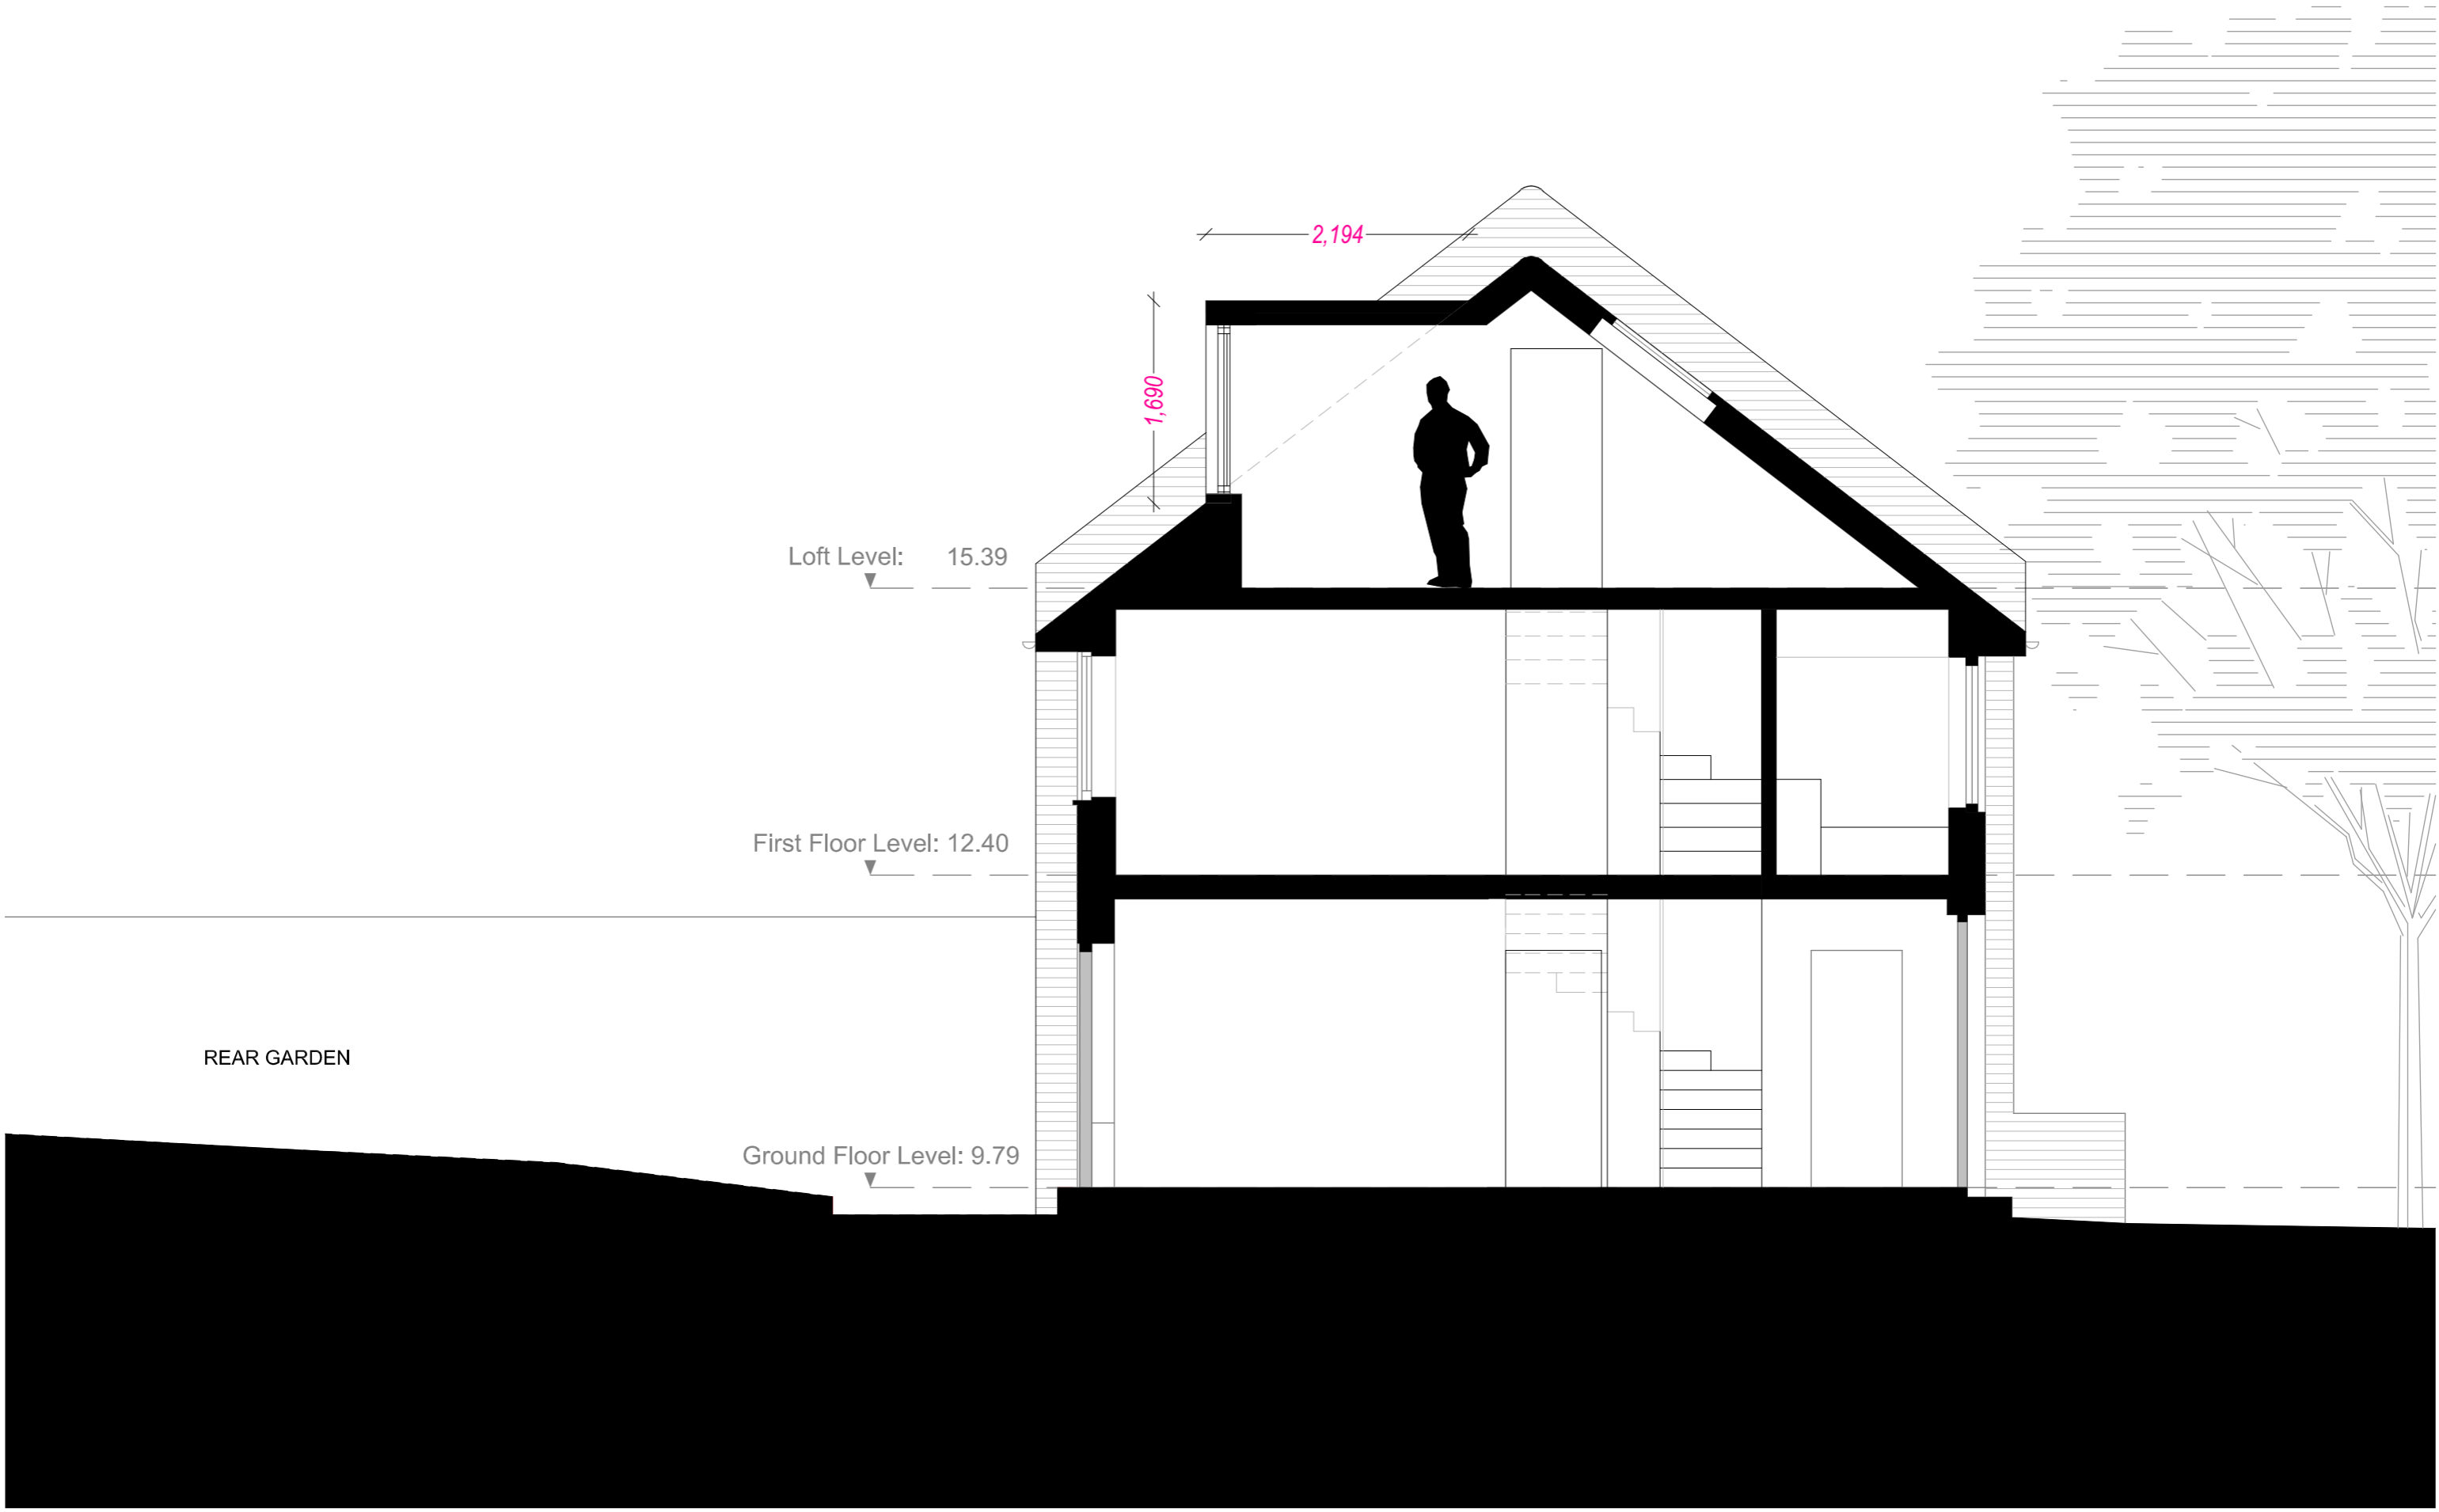 2,194
1,690
Loft Level: 15.39
First Floor Level: 12.40
REAR GARDEN
Ground Floor Level: 9.79